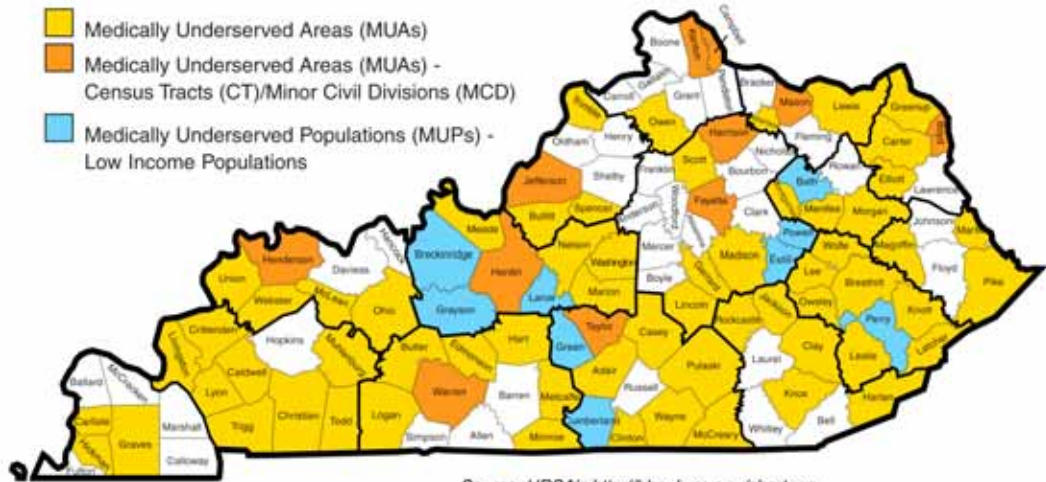 Medically Underserved Areas (MUAs)
Medically Underserved Areas (MUAs) -
Census Tracts (CT)/Minor Civil Divisions (MCD)
Medically Underserved Populations (MUPs) -
Low Income Populations
Campbell
Boone
Kenton
Gallatin
Carroll
Grant
Pendleton
Bracken
Mason
Lewis
Greenup
Trimble
Owen
Harrison
Fleming
Carter
Boyd
Henry
Oldham
Nicholas
Rowan
Scott
Bourbon
Elliott
Shelby
Franklin
Bath
Lawrence
Jefferson
Fayette
Woodford
Clark
Menifee
Morgan
Johnson
Martin
Spencer
Anderson
Bullitt
Powell
Meade
Magoffin
Hancock
Nelson
Mercer
Madison
Estill
Wolfe
Floyd
Breckinridge
Washington
Lee
Henderson
Hardin
Boyle
Garrard
Breathitt
Pike
Daviess
Union
Larue
Marion
Lincoln
Jackson
Owsley
Knott
McLean
Webster
Ohio
Grayson
Rockcastle
Perry
Crittenden
Taylor
Casey
Clay
Leslie
Letcher
Hopkins
Muhlenberg
Butler
Edmonson
Hart
Green
Livingston
Caldwell
Adair
Pulaski
Laurel
Ballard
McCracken
Lyon
Warren
Barren
Metcalfe
Russell
Knox
Harlan
Carlisle
Graves
Marshall
Trigg
Christian
Todd
Logan
Cumberland
Wayne
Bell
Hickman
Simpson
Allen
Monroe
Clinton
McCreary
Whitley
Fulton
Calloway